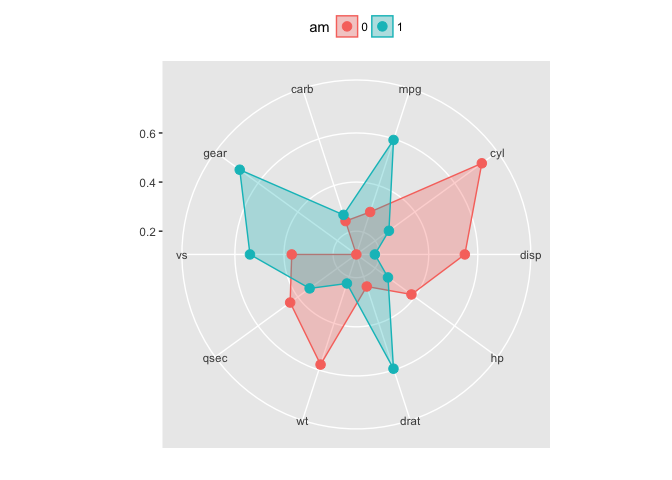 am 0 1
carb
mpg
0.6
gear
cyl
0.4
0.2
vs
disp
qsec
hp
wt
drat